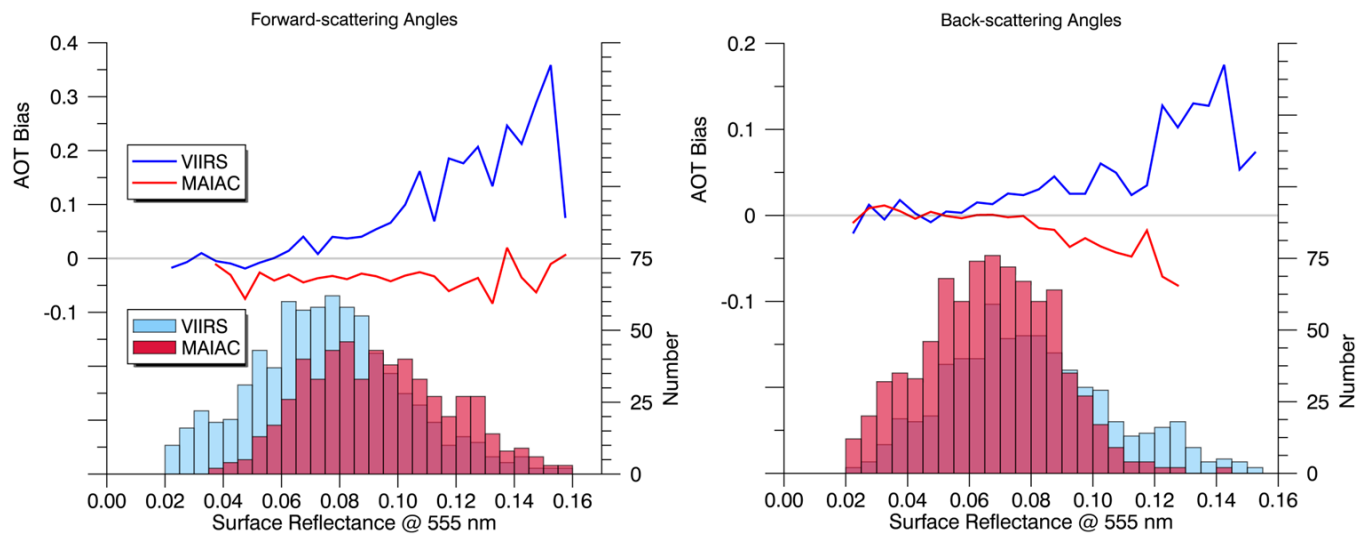 Forward-scattering Angles
0.4
0.3
0.2
0.1
0
-0.1
AOT Bias
VIIRS
MAIAC
VIIRS
MAIAC
75
50
25
0
Number
0.00 0.02 0.04 0.06 0.08 0.10 0.12 0.14 0.16
Surface Reflectance @ 555 nm
Back-scattering Angles
0.2
0.1
0
-0.1
AOT Bias
75
50
25
0
Number
0.00 0.02 0.04 0.06 0.08 0.10 0.12 0.14 0.16
Surface Reflectance @ 555 nm